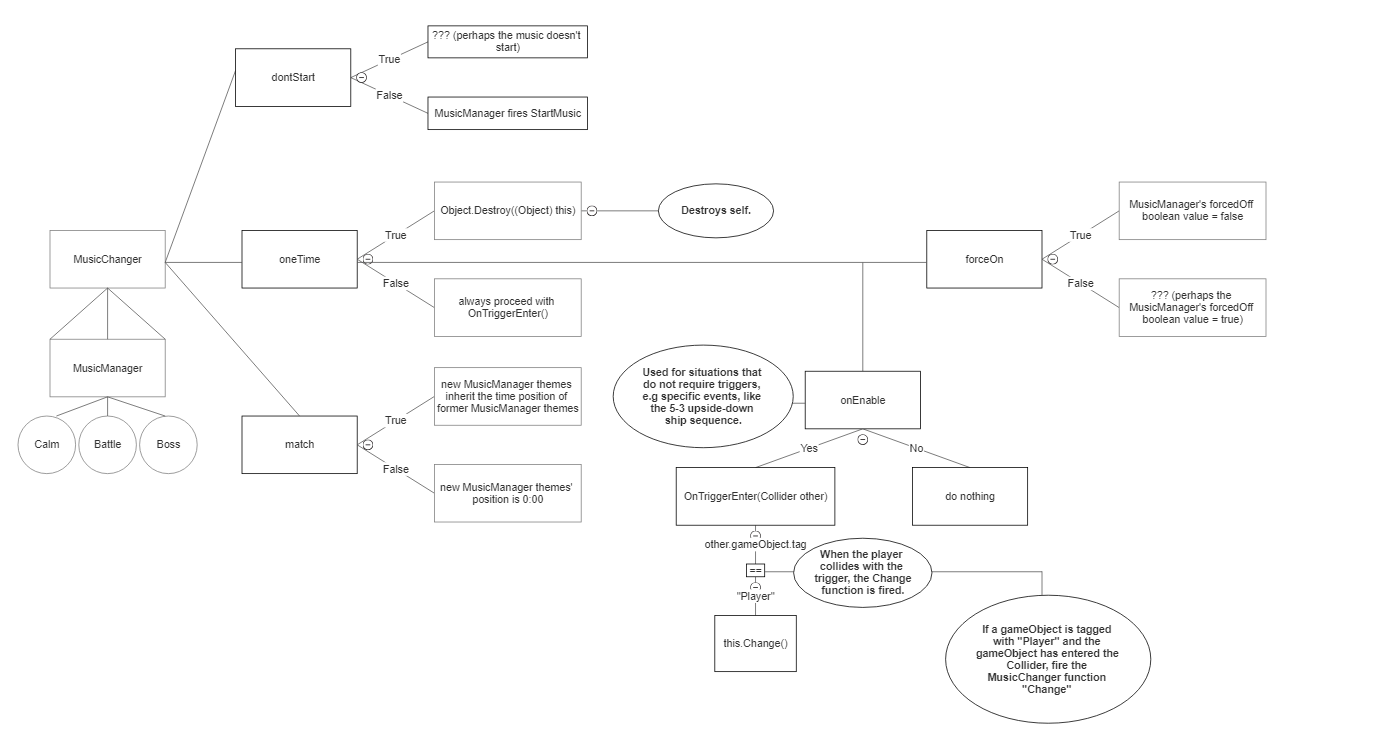 ??? (perhaps the music doesn't
start)
True
dontStart
False
MusicManager fires StartMusic
Object.Destroy((Object) this)
Destroys self.
True
MusicChanger
oneTime
False
always proceed with
OnTriggerEnter()
forceOn
True
MusicManager's forcedOff
boolean value = false
False
??? (perhaps the
MusicManager's forcedOff
boolean value = true)
MusicManager
Calm
Battle
Boss
match
True
new MusicManager themes
inherit the time position of
former MusicManager themes
False
new MusicManager themes'
position is 0:00
Used for situations that
do not require triggers,
e.g specific events, like
the 5-3 upside-down
ship sequence.
onEnable
Yes
No
OnTriggerEnter(Collider other)
do nothing
other.gameObject.tag
==
"Player"
this.Change()
When the player
collides with the
trigger, the Change
function is fired.
If a gameObject is tagged
with "Player" and the
gameObject has entered the
Collider, fire the
MusicChanger function
"Change"